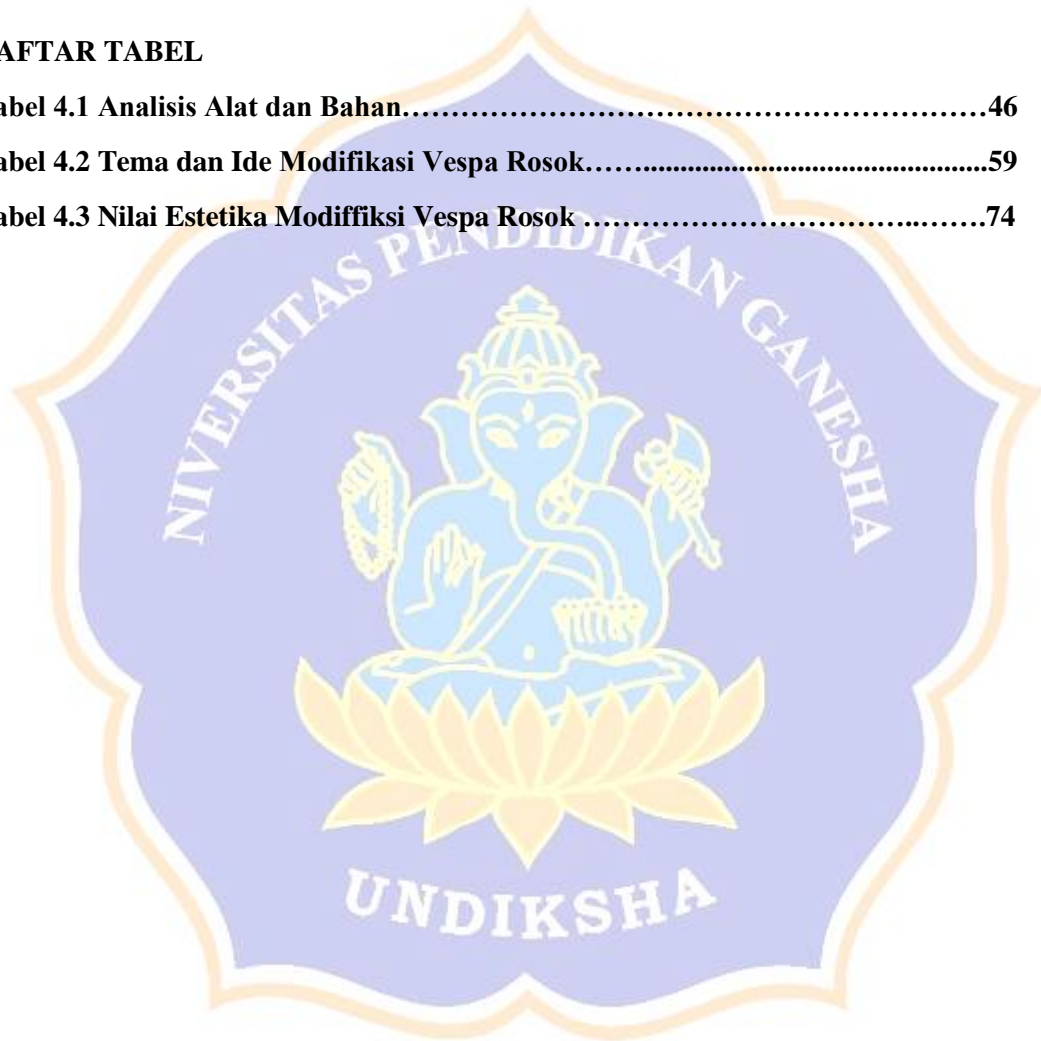 AFTAR TABEL
abel 4.1 Analisis Alat dan Bahan……………………………………………………46
abel 4.2 Tema dan Ide Modifikasi Vespa Rosok……...............................................59
abel 4.3 Nilai Estetika Modiffiksi Vespa Rosok ……………………………...…….74
NIVERSITAS PENDIDIKAN GANESHA
UNDIKSHA